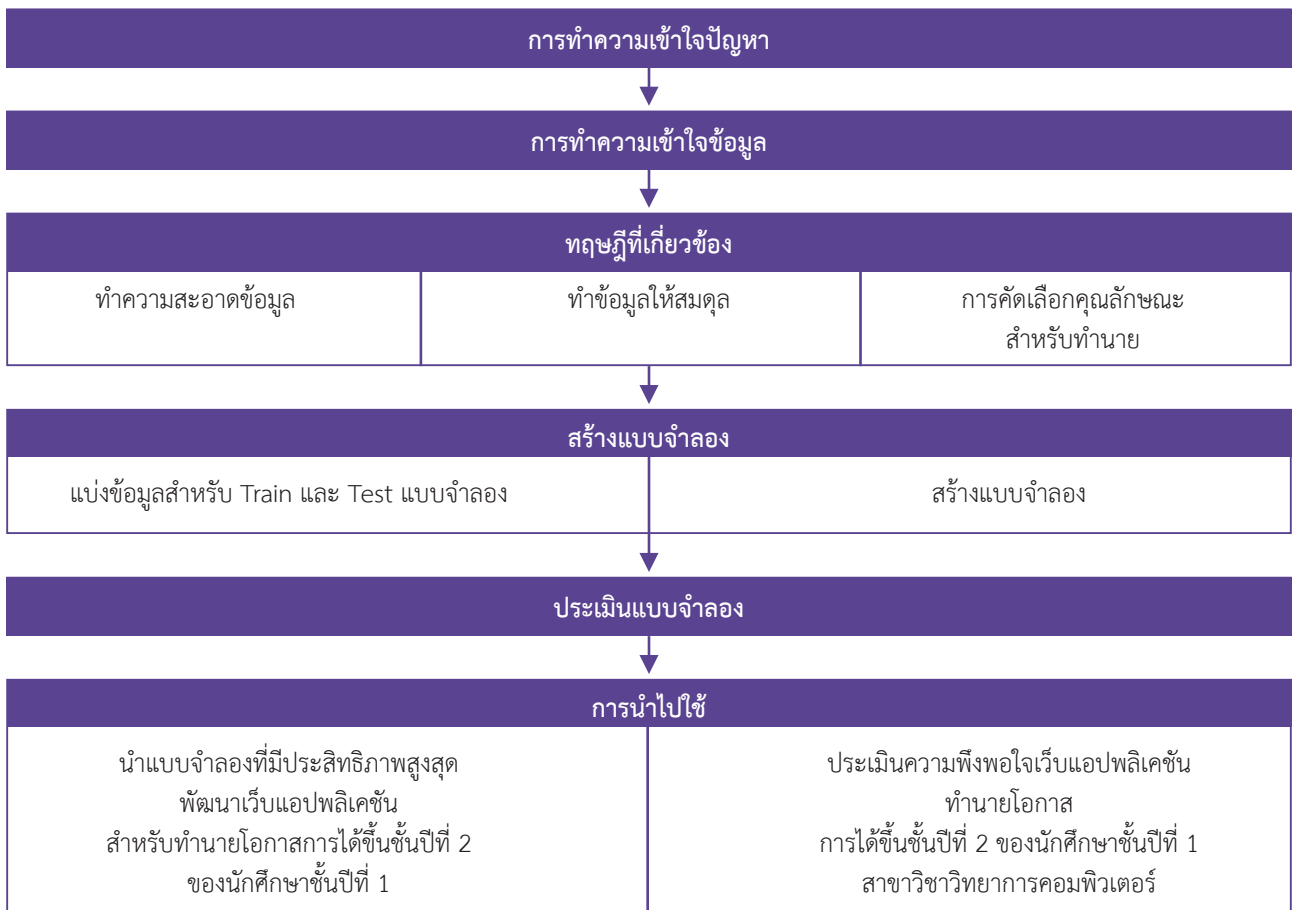 การทำความเข้าใจปัญหา
การทำความเข้าใจข้อมูล
ทฤษฎีที่เกี่ยวข้อง
ทำความสะอาดข้อมูล
ทำข้อมูลให้สมดุล
การคัดเลือกคุณลักษณะ
สำหรับทำนาย
สร้างแบบจำลอง
แบ่งข้อมูลสำหรับ Train และ Test แบบจำลอง
สร้างแบบจำลอง
ประเมินแบบจำลอง
การนำไปใช้
นำแบบจำลองที่มีประสิทธิภาพสูงสุด
พัฒนาเว็บแอปพลิเคชัน
สำหรับทำนายโอกาสการได้ขึ้นชั้นปีที่ 2
ของนักศึกษาชั้นปีที่ 1
ประเมินความพึงพอใจเว็บแอปพลิเคชัน
ทำนายโอกาส
การได้ขึ้นชั้นปีที่ 2 ของนักศึกษาชั้นปีที่ 1
สาขาวิชาวิทยาการคอมพิวเตอร์